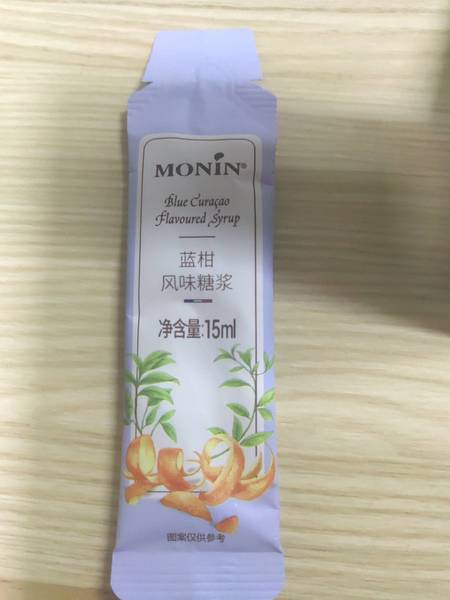 MONIN®
Blue Curaçao
Flavoured Syrup
蓝柑
风味糖浆
净含量:15ml
图案仅供参考